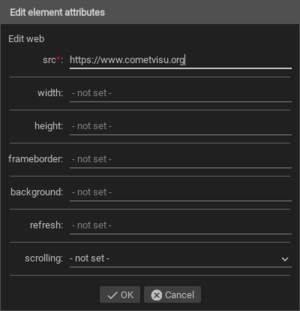 Edit element attributes
Edit web
src*: https://www.cometvisu.org
width: - not set -
height: - not set -
frameborder: - not set -
background: - not set -
refresh: - not set -
scrolling: - not set -
OK Cancel